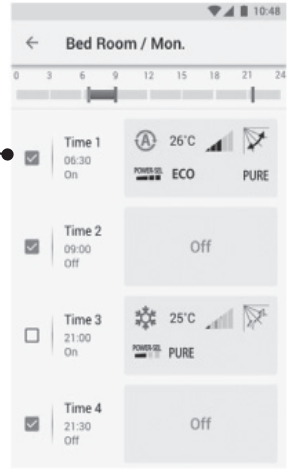 10:48
Bed Room / Mon.
0 3 6 9 12 15 18 21 24
Time 1
06:30
On
A 26°C
POWER-SEL ECO PURE
Time 2
09:00
Off
Off
Time 3
21:00
On
25°C
POWER-SEL PURE
Time 4
21:30
Off
Off